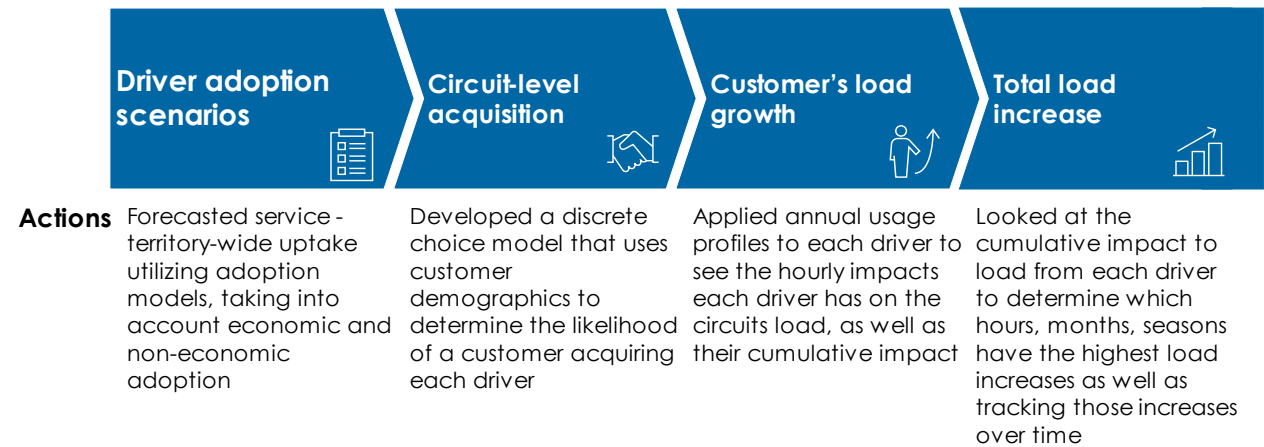 Driver adoption
scenarios
Circuit-level
acquisition
Customer's load
growth
Total load
increase
Actions
Forecasted service -
territory-wide uptake
utilizing adoption
models, taking into
account economic and
non-economic
adoption
Developed a discrete
choice model that uses
customer
demographics to
determine the likelihood
of a customer acquiring
each driver
Applied annual usage
profiles to each driver to
see the hourly impacts
each driver has on the
circuits load, as well as
their cumulative impact
Looked at the
cumulative impact to
load from each driver
to determine which
hours, months, seasons
have the highest load
increases as well as
tracking those increases
over time